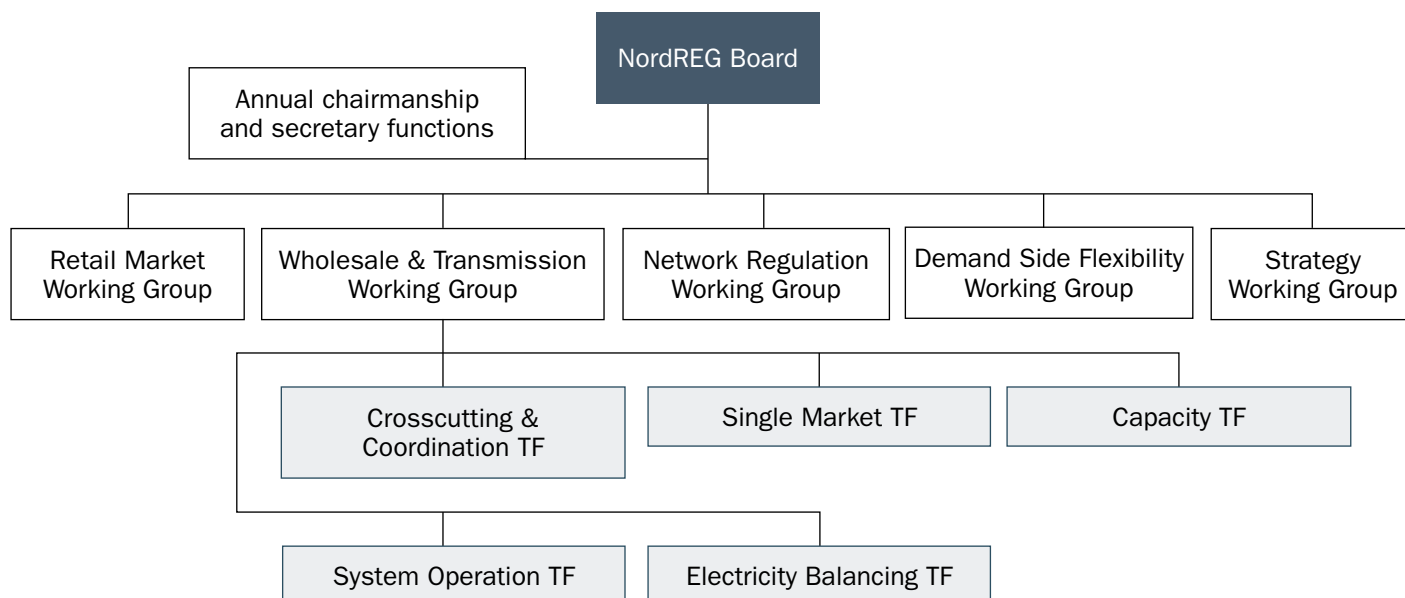 NordREG Board
Annual chairmanship
and secretary functions
Retail Market
Working Group
Wholesale & Transmission
Working Group
Network Regulation
Working Group
Demand Side Flexibility
Working Group
Strategy
Working Group
Crosscutting &
Coordination TF
Single Market TF
Capacity TF
System Operation TF
Electricity Balancing TF